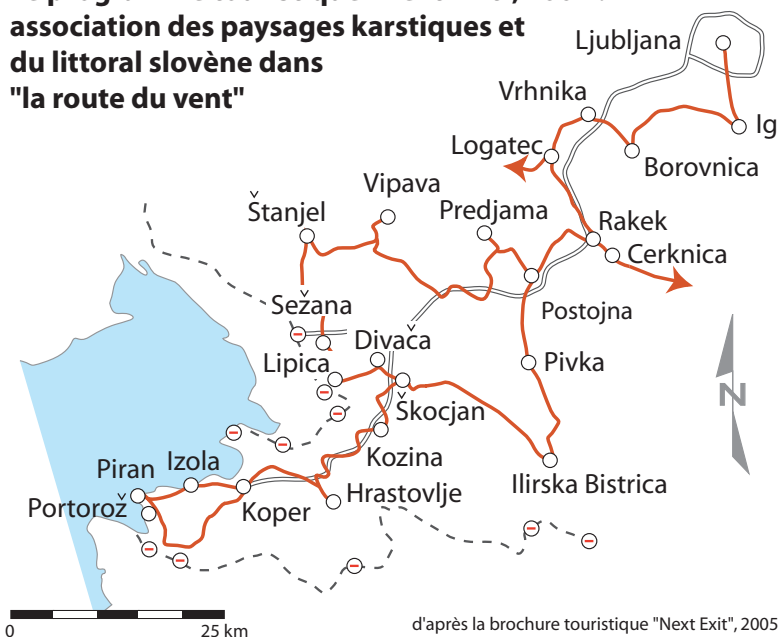 association des paysages karstiques et
du littoral slovène dans
"la route du vent"
Ljubljana
Vrhnika
Ig
Logatec
Borovnica
Vipava
Štanjel
Predjama
Rakek
Cerknica
Sežana
Postojna
Divača
Lipica
Pivka
Škocjan
Kozina
Izola
Piran
Ilirska Bistrica
Hrastovlje
Portorož
Koper
N
0 25 km
d'après la brochure touristique "Next Exit", 2005